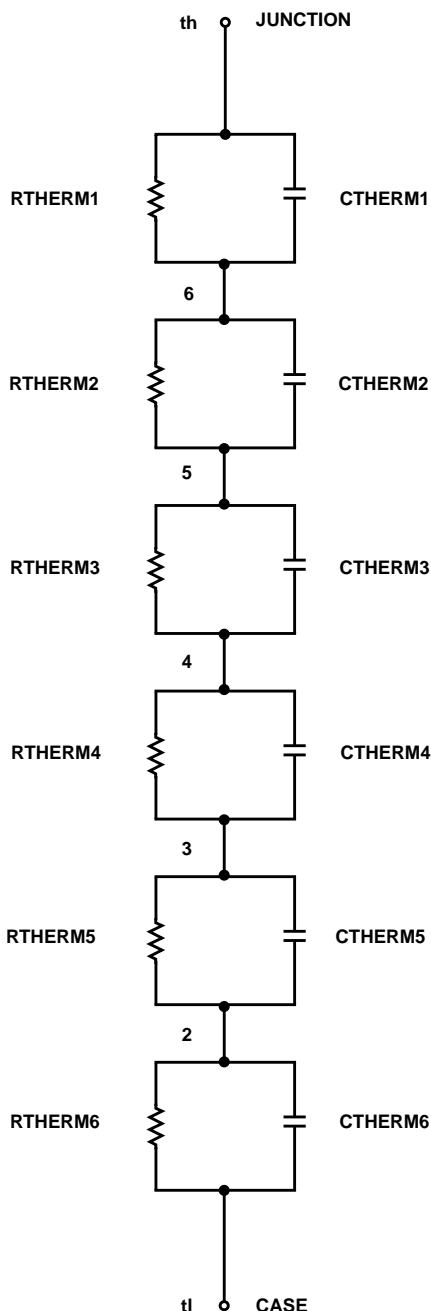 th JUNCTION
RTHERM1 CTHERM1
6
RTHERM2 CTHERM2
5
RTHERM3 CTHERM3
4
RTHERM4 CTHERM4
3
RTHERM5 CTHERM5
2
RTHERM6 CTHERM6
tl CASE